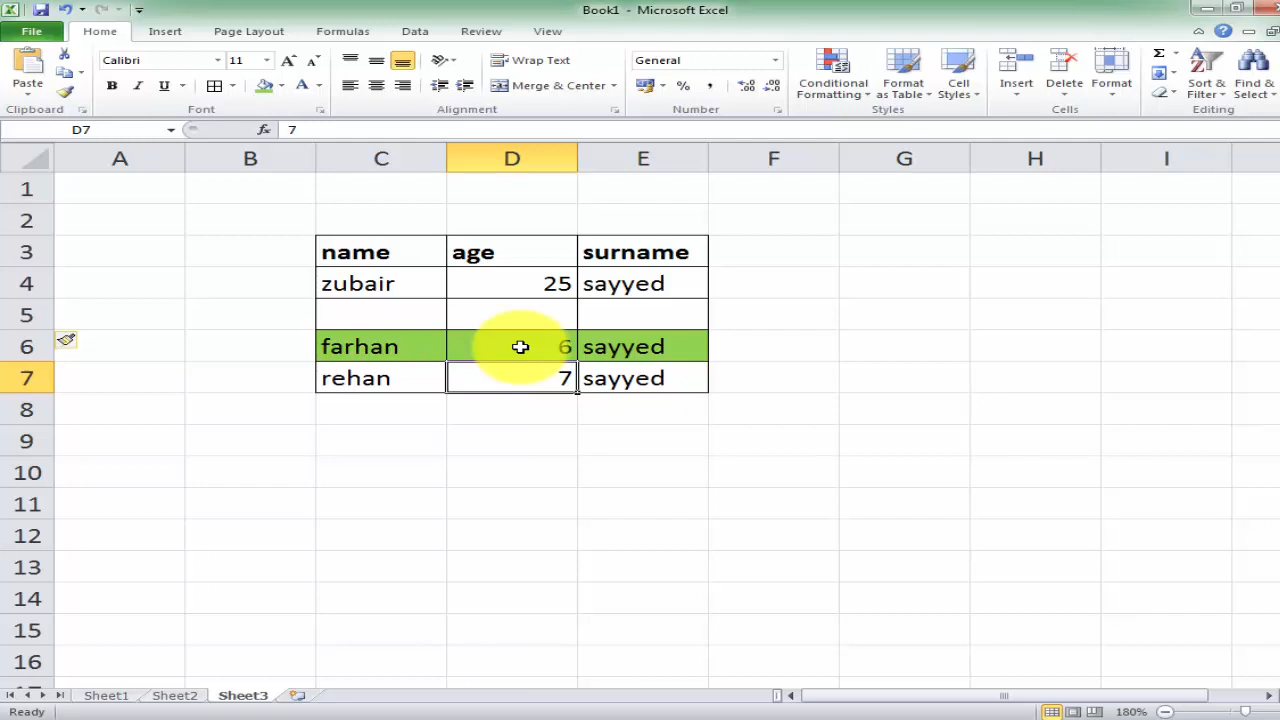 Book1 - Microsoft Excel
File Home Insert Page Layout Formulas Data Review View
Calibri 11 Wrap Text General
Paste B I U A Merge & Center % , Conditional Formatting Format as Table Cell Styles Insert Delete Format Sort & Filter Find & Select
Clipboard Font Alignment Number Styles Cells Editing
D7 fx 7
A B C D E F G H I
1
2
3 name age surname
4 zubair 25 sayyed
5
6 farhan 6 sayyed
7 rehan 7 sayyed
8
9
10
11
12
13
14
15
16
Sheet1 Sheet2 Sheet3
Ready 180%